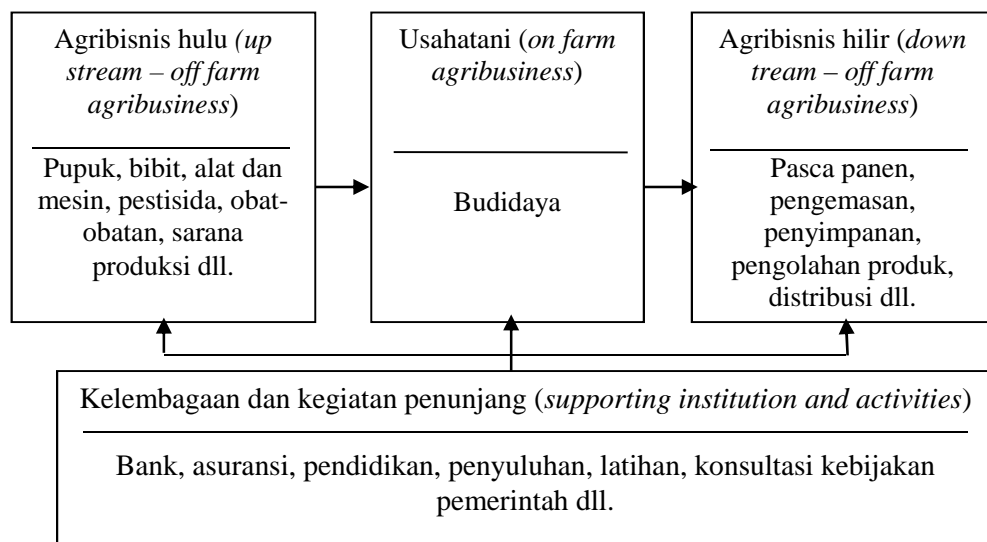 Agribisnis hulu (up
stream – off farm
agribusiness)
Pupuk, bibit, alat dan
mesin, pestisida, obat-
obatan, sarana
produksi dll.
Usahatani (on farm
agribusiness)
Budidaya
Agribisnis hilir (down
tream – off farm
agribusiness)
Pasca panen,
pengemasan,
penyimpanan,
pengolahan produk,
distribusi dll.
Kelembagaan dan kegiatan penunjang (supporting institution and activities)
Bank, asuransi, pendidikan, penyuluhan, latihan, konsultasi kebijakan
pemerintah dll.